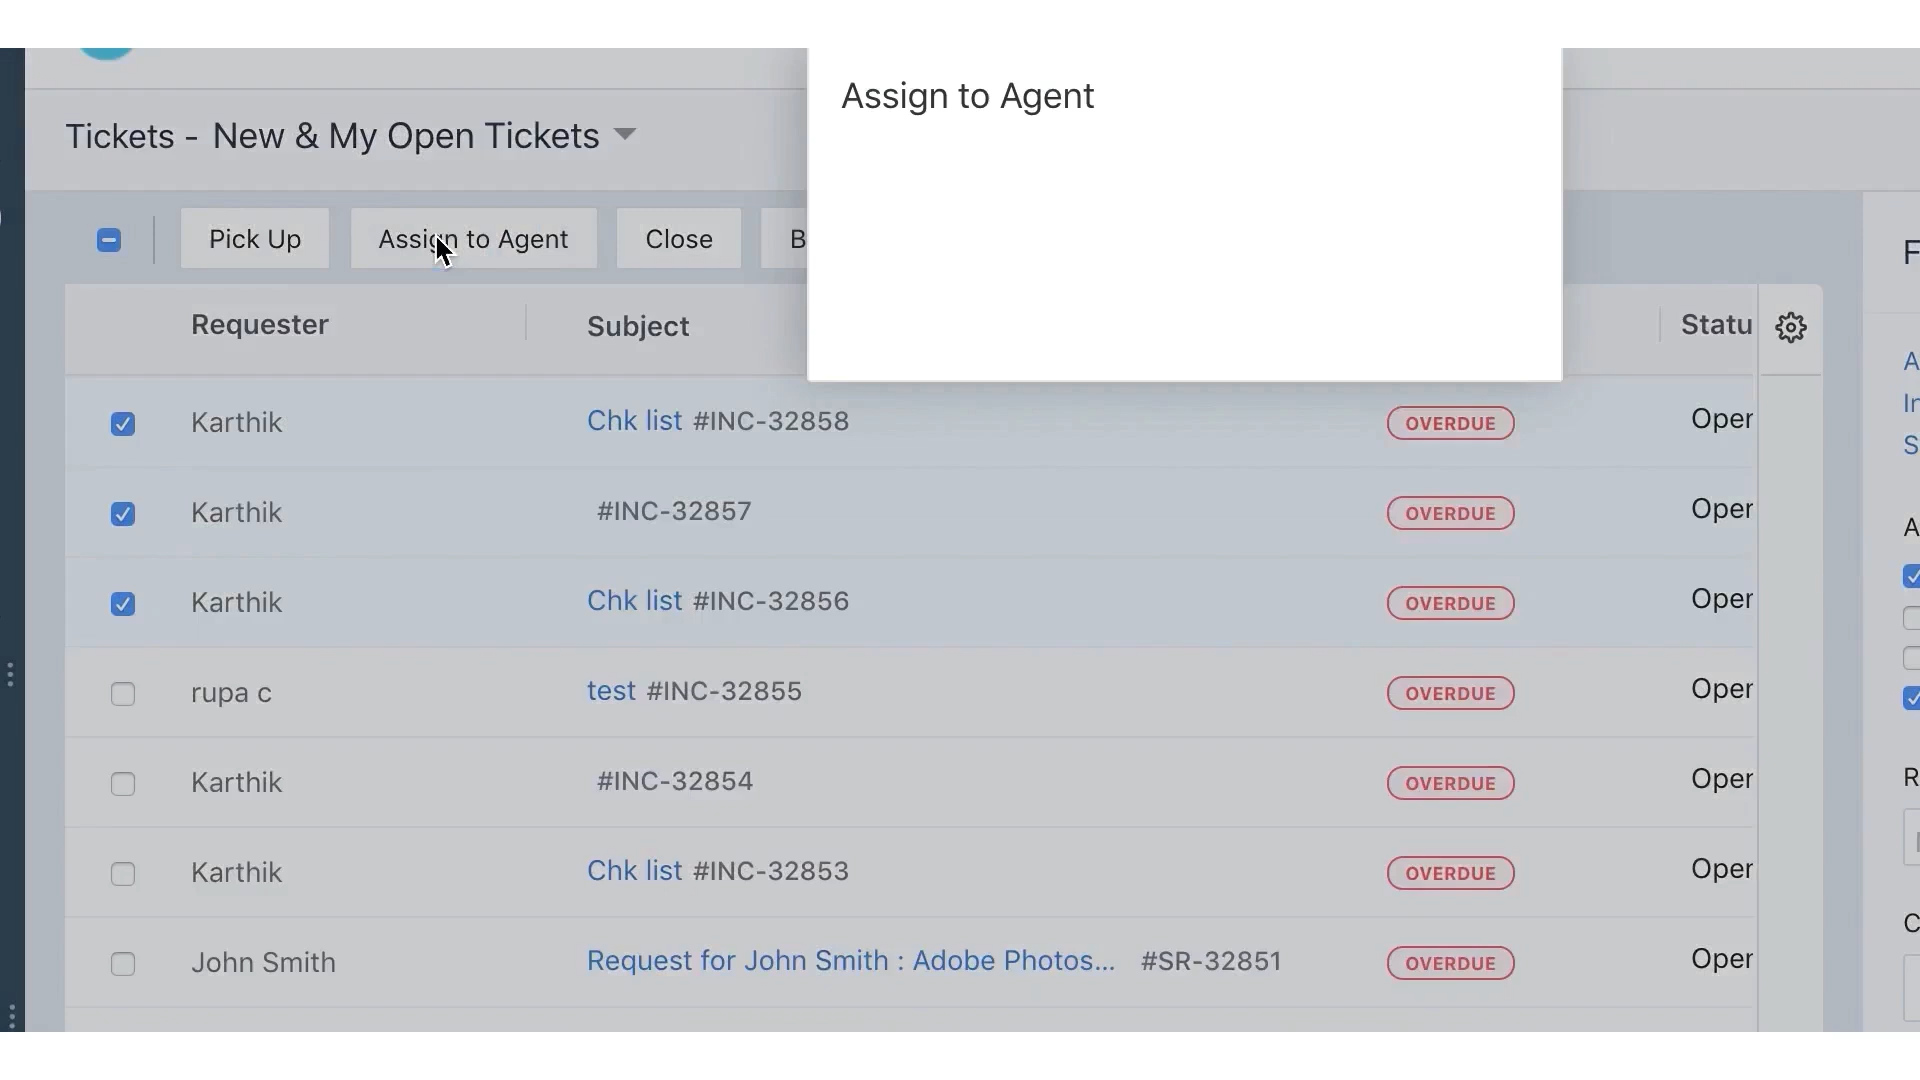 Assign to Agent
Tickets - New & My Open Tickets
Pick Up Assign to Agent Close B
F
Requester Subject Statu
A
In
S
Karthik Chk list #INC-32858 OVERDUE Oper
Karthik #INC-32857 OVERDUE Oper
A
Karthik Chk list #INC-32856 OVERDUE Oper
rupa c test #INC-32855 OVERDUE Oper
Karthik #INC-32854 OVERDUE Oper
R
Karthik Chk list #INC-32853 OVERDUE Oper
C
John Smith Request for John Smith : Adobe Photos... #SR-32851 OVERDUE Oper